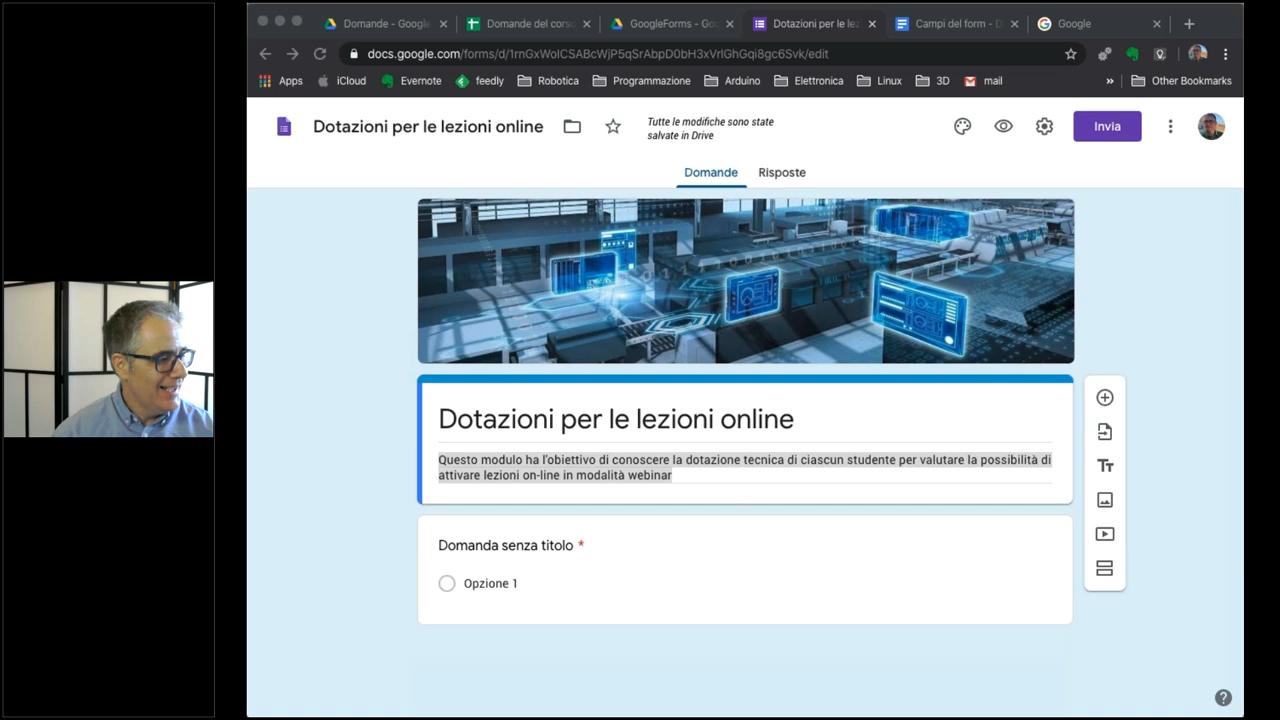 Domande - Google
Domande del corso
GoogleForms - Goo
Dotazioni per le lez
Campi del form - D
Google
docs.google.com/forms/d/1rnGxWoICSABcWjP5qSrAbpD0bH3xVrlGhGqi8gc6Svk/edit
Apps
iCloud
Evernote
feedly
Robotica
Programmazione
Arduino
Elettronica
Linux
3D
mail
»
Other Bookmarks
Dotazioni per le lezioni online
Tutte le modifiche sono state
salvate in Drive
Invia
Domande
Risposte
Dotazioni per le lezioni online
Questo modulo ha l'obiettivo di conoscere la dotazione tecnica di ciascun studente per valutare la possibilità di
attivare lezioni on-line in modalità webinar
Domanda senza titolo *
Opzione 1